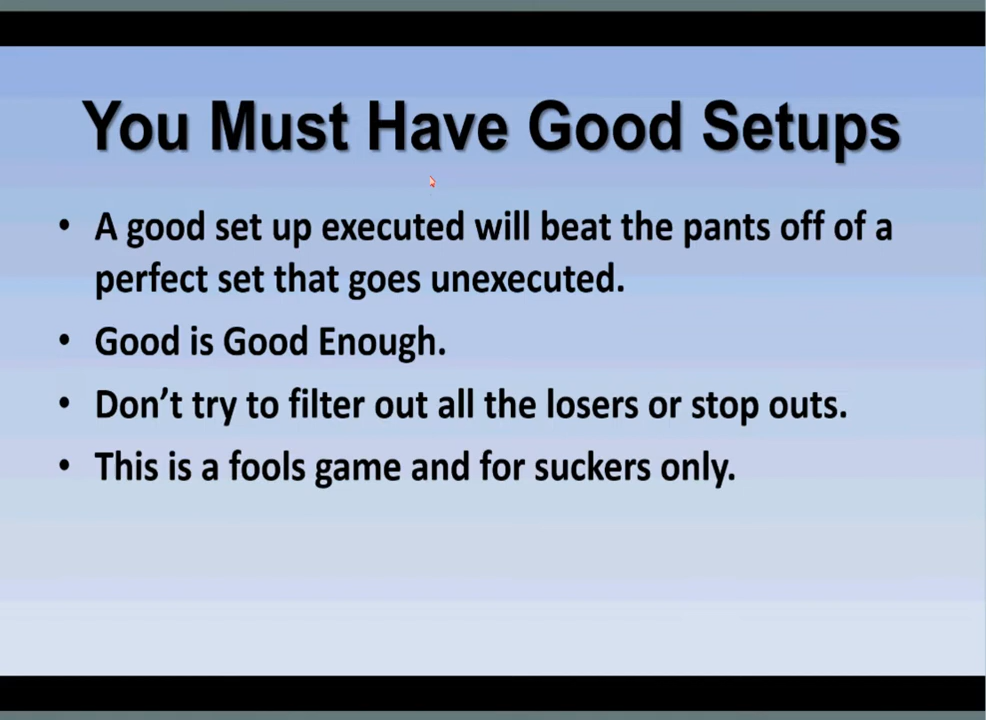 You Must Have Good Setups
• A good set up executed will beat the pants off of a
perfect set that goes unexecuted.
• Good is Good Enough.
• Don’t try to filter out all the losers or stop outs.
• This is a fools game and for suckers only.